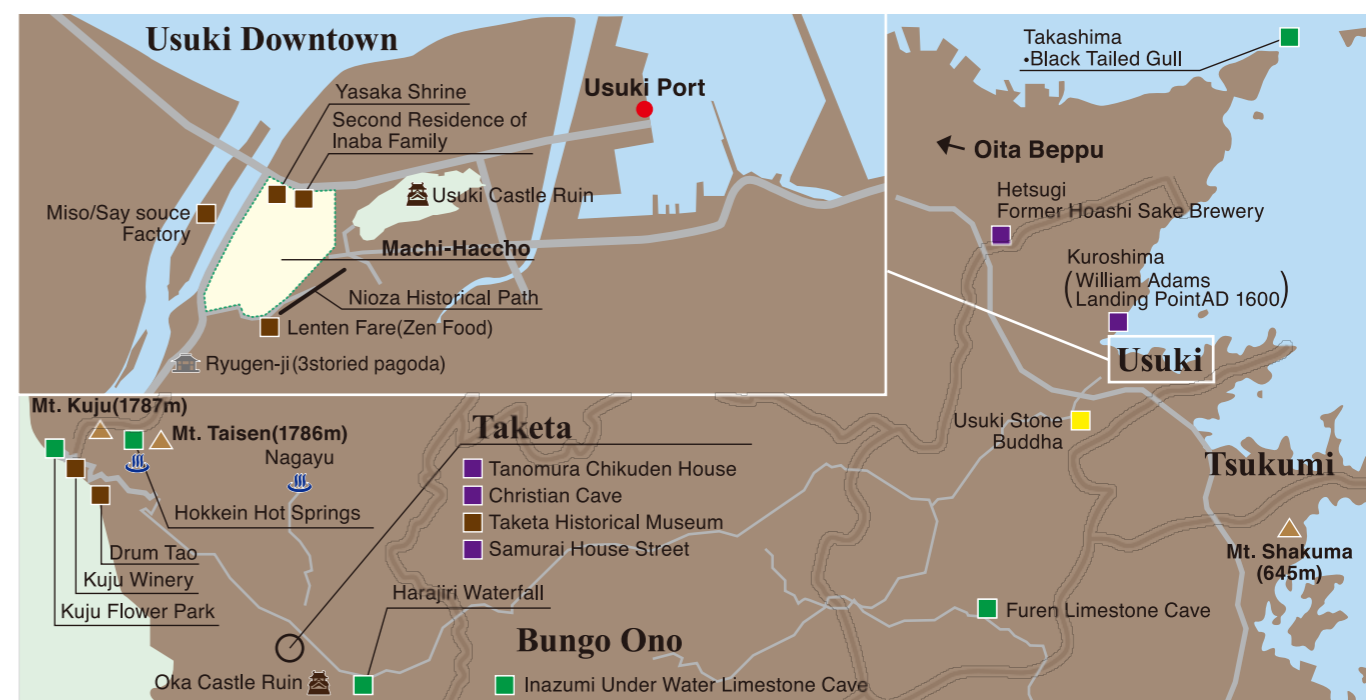 Usuki Downtown
Yasaka Shrine
Second Residence of
Inaba Family
Usuki Port
Usuki Castle Ruin
Miso/Say souce
Factory
Machi-Haccho
Nioza Historical Path
Lenten Fare(Zen Food)
Ryugen-ji(3storied pagoda)
Takashima
•Black Tailed Gull
Oita Beppu
Hetsugi
Former Hoashi Sake Brewery
Kuroshima
(William Adams
Landing PointAD 1600)
Usuki
Usuki Stone
Buddha
Tsukumi
Mt. Shakuma
(645m)
Mt. Kuju(1787m)
Mt. Taisen(1786m)
Nagayu
Hokkein Hot Springs
Drum Tao
Kuju Winery
Kuju Flower Park
Taketa
Tanomura Chikuden House
Christian Cave
Taketa Historical Museum
Samurai House Street
Harajiri Waterfall
Oka Castle Ruin
Bungo Ono
Inazumi Under Water Limestone Cave
Furen Limestone Cave